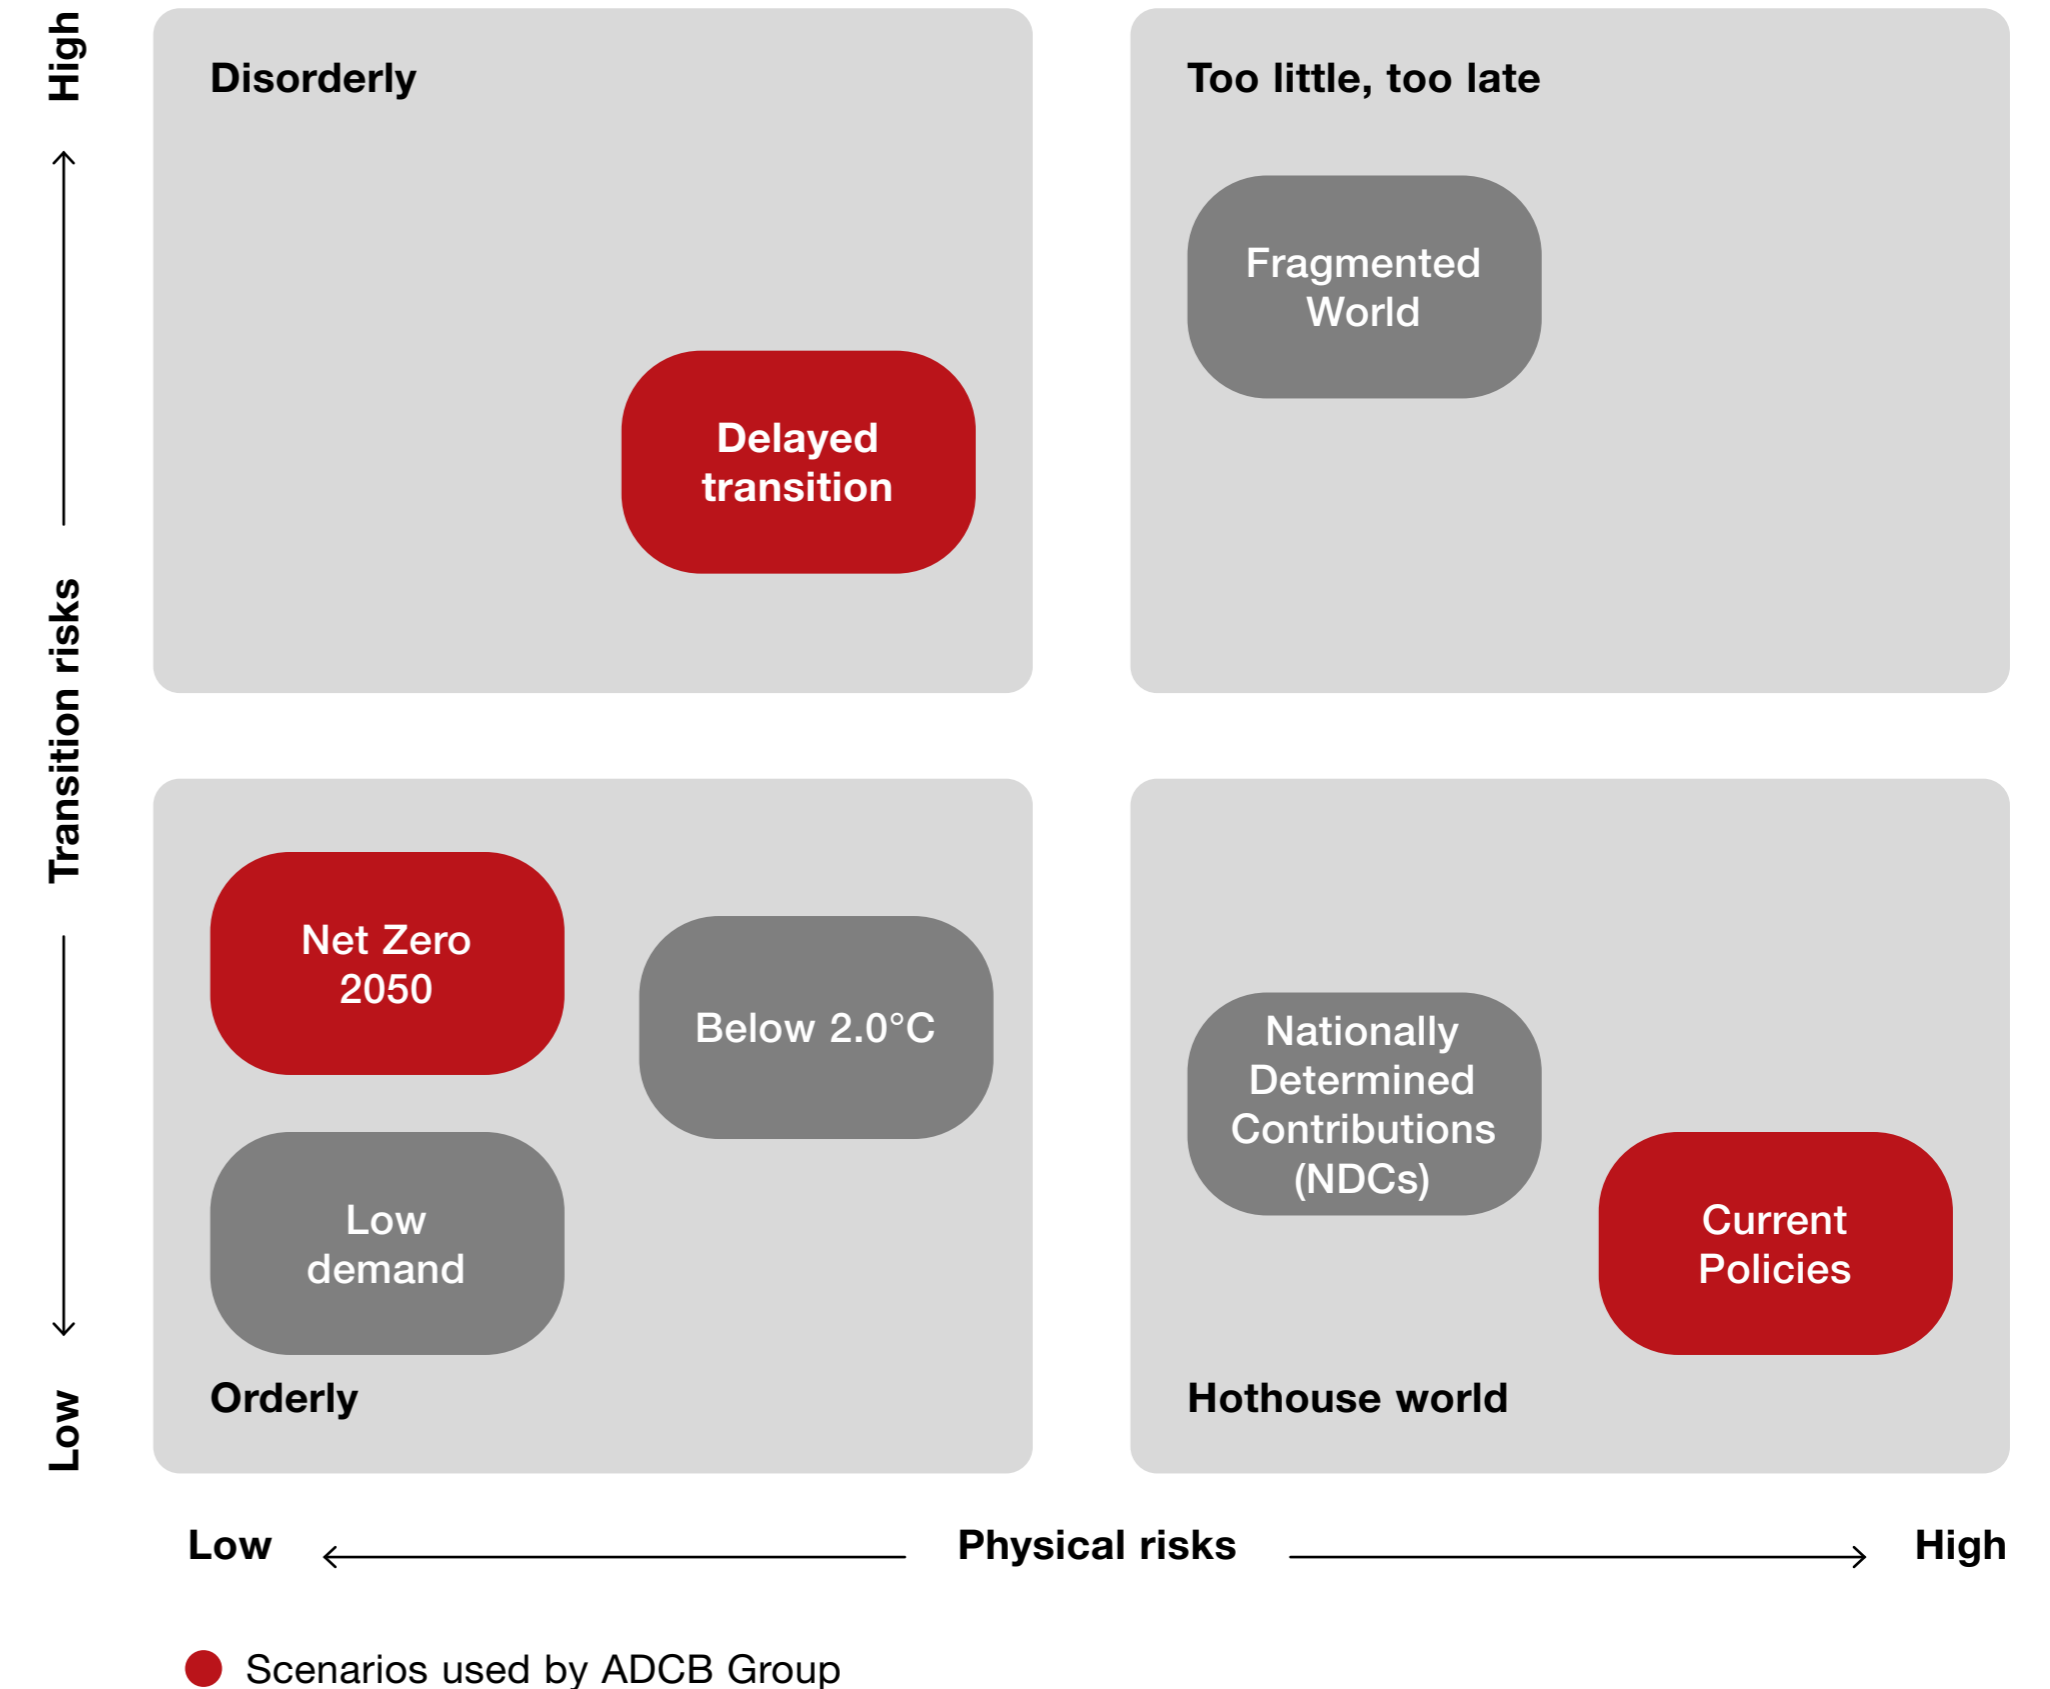 High
Transition risks
Low
Disorderly
Delayed
transition
Too little, too late
Fragmented
World
Net Zero
2050
Below 2.0°C
Low
demand
Orderly
Nationally
Determined
Contributions
(NDCs)
Current
Policies
Hothouse world
Low
Physical risks
High
Scenarios used by ADCB Group